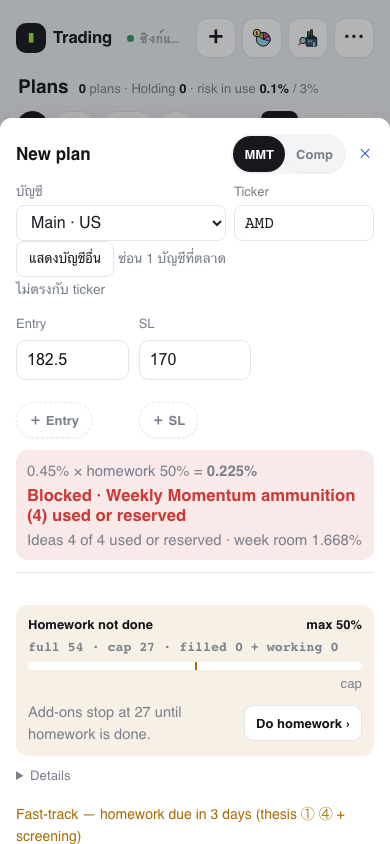 Trading
ซิงก์แ...
Plans 0 plans · Holding 0 · risk in use 0.1% / 3%
New plan
MMT Comp ×
บัญชี Ticker
Main · US AMD
แสดงบัญชีอื่น ซ่อน 1 บัญชีที่ตลาด
ไม่ตรงกับ ticker
Entry SL
182.5 170
+ Entry + SL
0.45% × homework 50% = 0.225%
Blocked · Weekly Momentum ammunition
(4) used or reserved
Ideas 4 of 4 used or reserved · week room 1.668%
Homework not done max 50%
full 54 · cap 27 · filled 0 + working 0
cap
Add-ons stop at 27 until
homework is done.
Do homework ›
▶ Details
Fast-track — homework due in 3 days (thesis ① ④ +
screening)